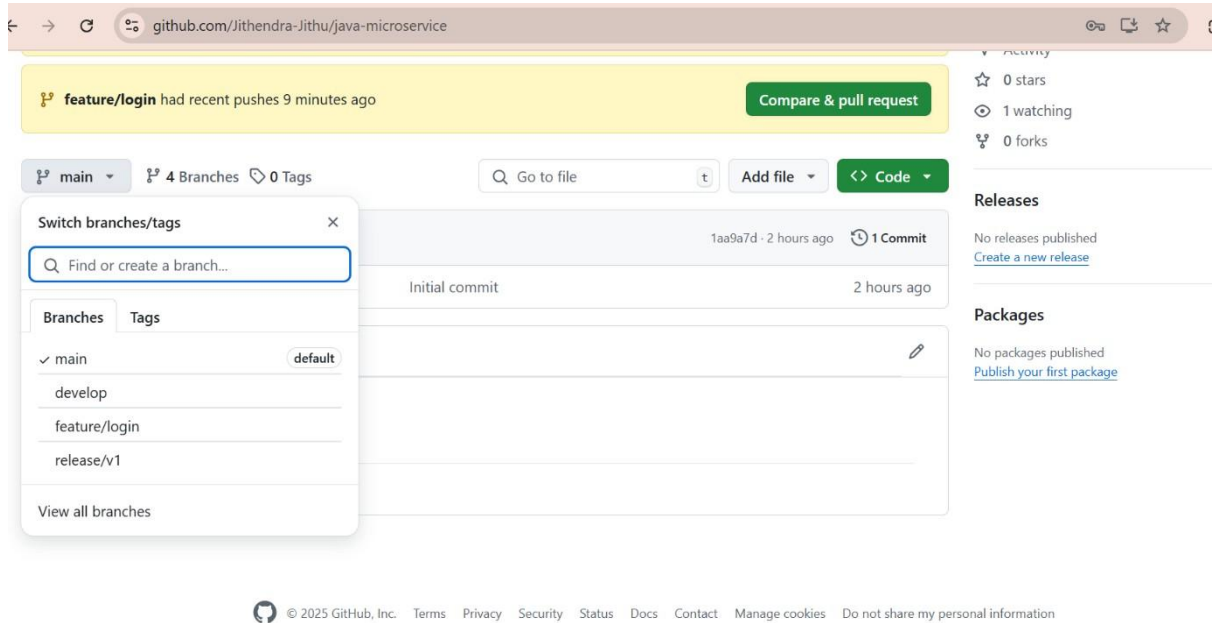 github.com/Jithendra-Jithu/java-microservice
Activity
feature/login had recent pushes 9 minutes ago
Compare & pull request
0 stars
1 watching
0 forks
main
4 Branches
0 Tags
Go to file
t
Add file
<> Code
Switch branches/tags
Find or create a branch...
Branches
Tags
main
default
develop
feature/login
release/v1
View all branches
1aa9a7d · 2 hours ago
1 Commit
Initial commit
2 hours ago
Releases
No releases published
Create a new release
Packages
No packages published
Publish your first package
© 2025 GitHub, Inc. Terms Privacy Security Status Docs Contact Manage cookies Do not share my personal information